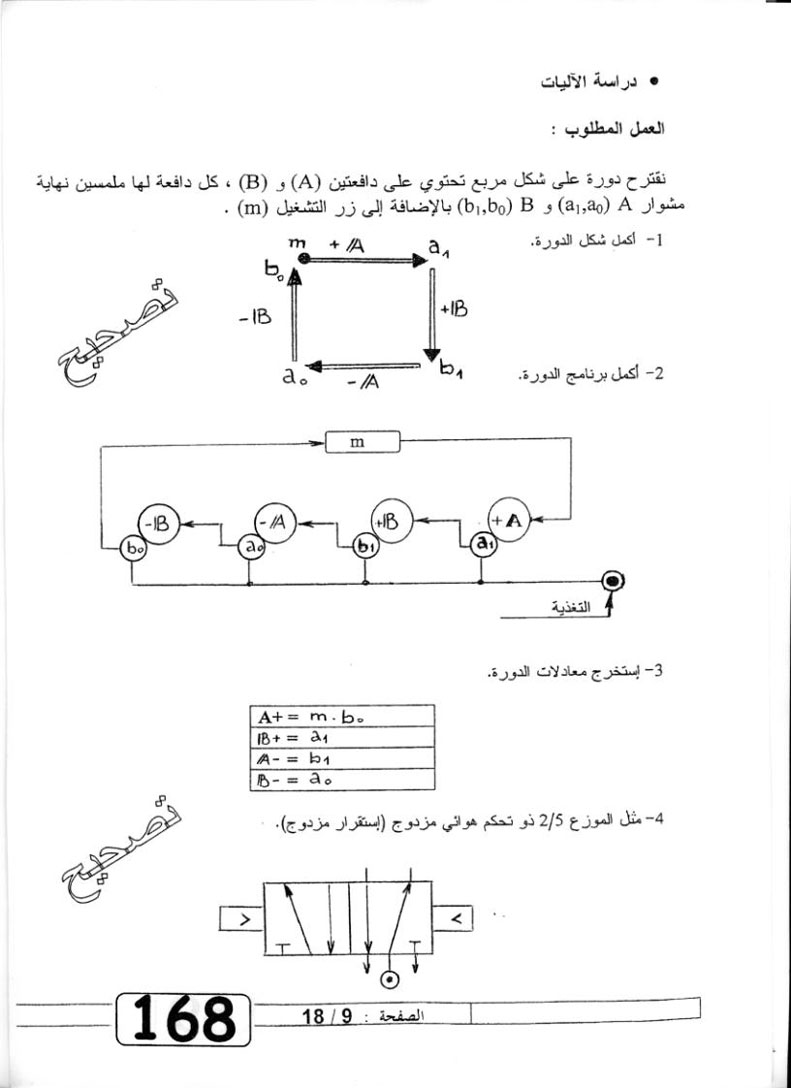 • دراسة الآليات
العمل المطلوب :
نقترح دورة على شكل مربع تحتوي على دافعتين (A) و (B) ، كل دافعة لها ملمسين نهاية
مشوار A (a₁,a₀) و B (b₁,b₀) بالإضافة إلى زر التشغيل (m) .
1- أكمل شكل الدورة.
m +A a₁
b₀
-B +B
a₀ -A b₁
تصحيح
2- أكمل برنامج الدورة.
m
-B -A +B +A
b₀ a₀ b₁ a₁
التغذية
3- إستخرج معادلات الدورة.
A+ = m . b₀
B+ = a₁
A- = b₁
B- = a₀
تصحيح
4- مثل الموزع 2/5 ذو تحكم هوائي مزدوج (إستقرار مزدوج).
168
الصفحة : 9 / 18